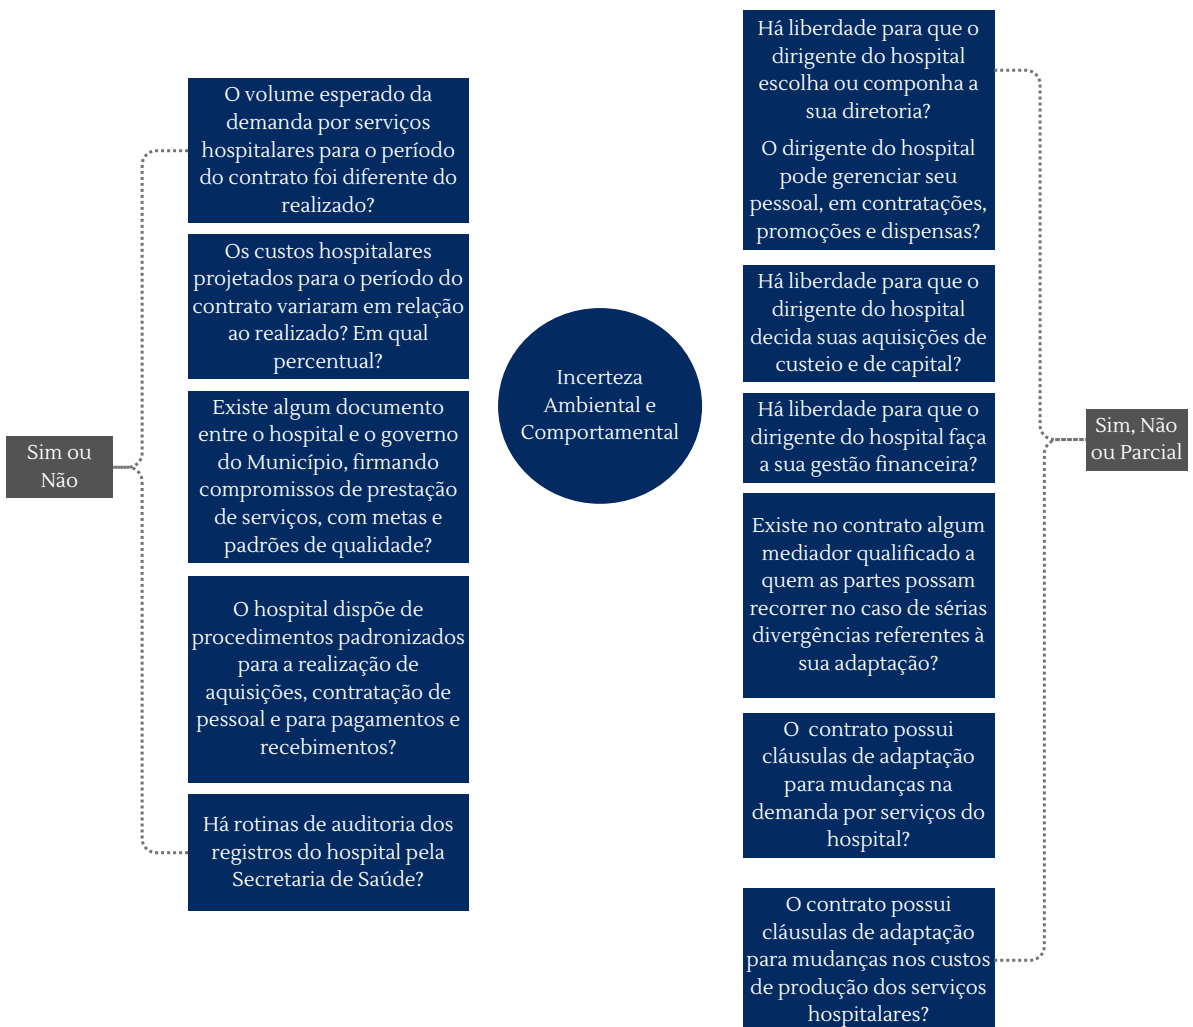 Sim ou
Não
O volume esperado da
demanda por serviços
hospitalares para o período
do contrato foi diferente do
realizado?
Os custos hospitalares
projetados para o período do
contrato variaram em relação
ao realizado? Em qual
percentual?
Existe algum documento
entre o hospital e o governo
do Município, firmando
compromissos de prestação
de serviços, com metas e
padrões de qualidade?
O hospital dispõe de
procedimentos padronizados
para a realização de
aquisições, contratação de
pessoal e para pagamentos e
recebimentos?
Há rotinas de auditoria dos
registros do hospital pela
Secretaria de Saúde?
Incerteza
Ambiental e
Comportamental
Há liberdade para que o
dirigente do hospital
escolha ou componha a
sua diretoria?
O dirigente do hospital
pode gerenciar seu
pessoal, em contratações,
promoções e dispensas?
Há liberdade para que o
dirigente do hospital
decida suas aquisições de
custeio e de capital?
Há liberdade para que o
dirigente do hospital faça
a sua gestão financeira?
Existe no contrato algum
mediador qualificado a
quem as partes possam
recorrer no caso de sérias
divergências referentes à
sua adaptação?
O contrato possui
cláusulas de adaptação
para mudanças na
demanda por serviços do
hospital?
O contrato possui
cláusulas de adaptação
para mudanças nos custos
de produção dos serviços
hospitalares?
Sim, Não
ou Parcial